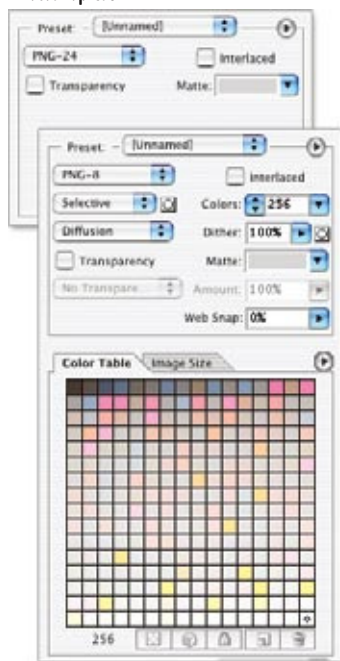 Preset: [Unnamed]
PNG-24 Interlaced
Transparency Matte:
Preset: [Unnamed]
PNG-8 Interlaced
Selective Colors: 256
Diffusion Dither: 100%
Transparency Matte:
No Transpare... Amount: 100%
Web Snap: 0%
Color Table Image Size
256